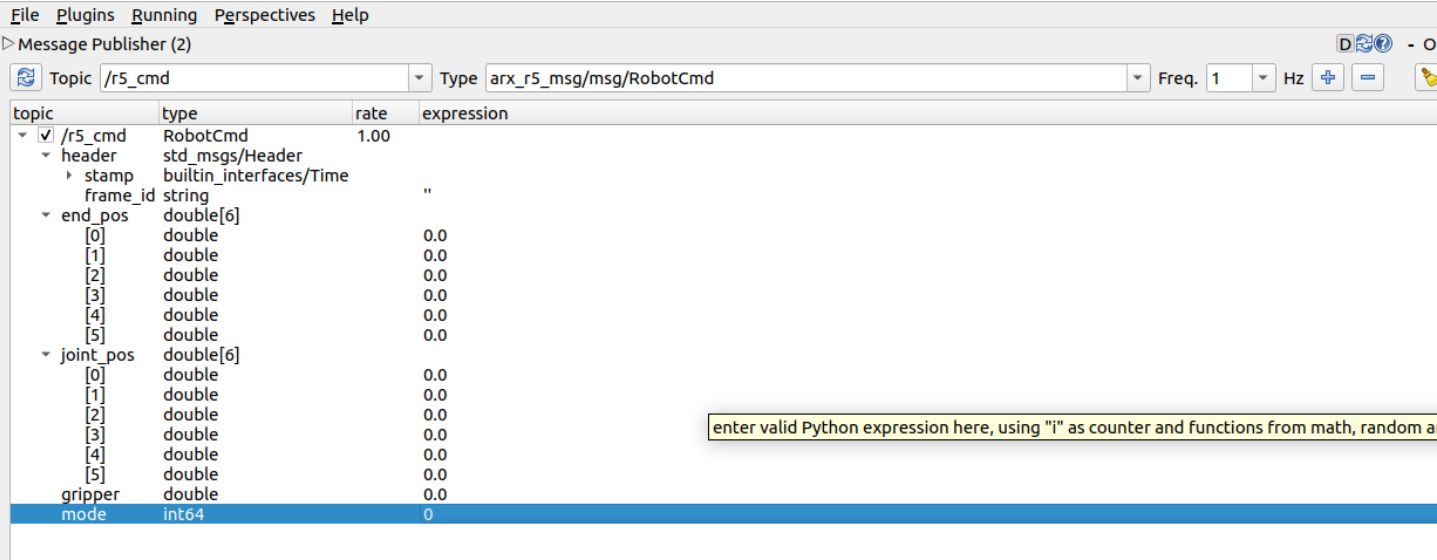 File Plugins Running Perspectives Help
Message Publisher (2) D - O
Topic /r5_cmd Type arx_r5_msg/msg/RobotCmd Freq. 1 Hz
topic type rate expression
/r5_cmd RobotCmd 1.00
header std_msgs/Header
stamp builtin_interfaces/Time
frame_id string ''
end_pos double[6]
[0] double 0.0
[1] double 0.0
[2] double 0.0
[3] double 0.0
[4] double 0.0
[5] double 0.0
joint_pos double[6]
[0] double 0.0
[1] double 0.0
[2] double 0.0
enter valid Python expression here, using "i" as counter and functions from math, random a
[3] double 0.0
[4] double 0.0
[5] double 0.0
gripper double 0.0
mode int64 0